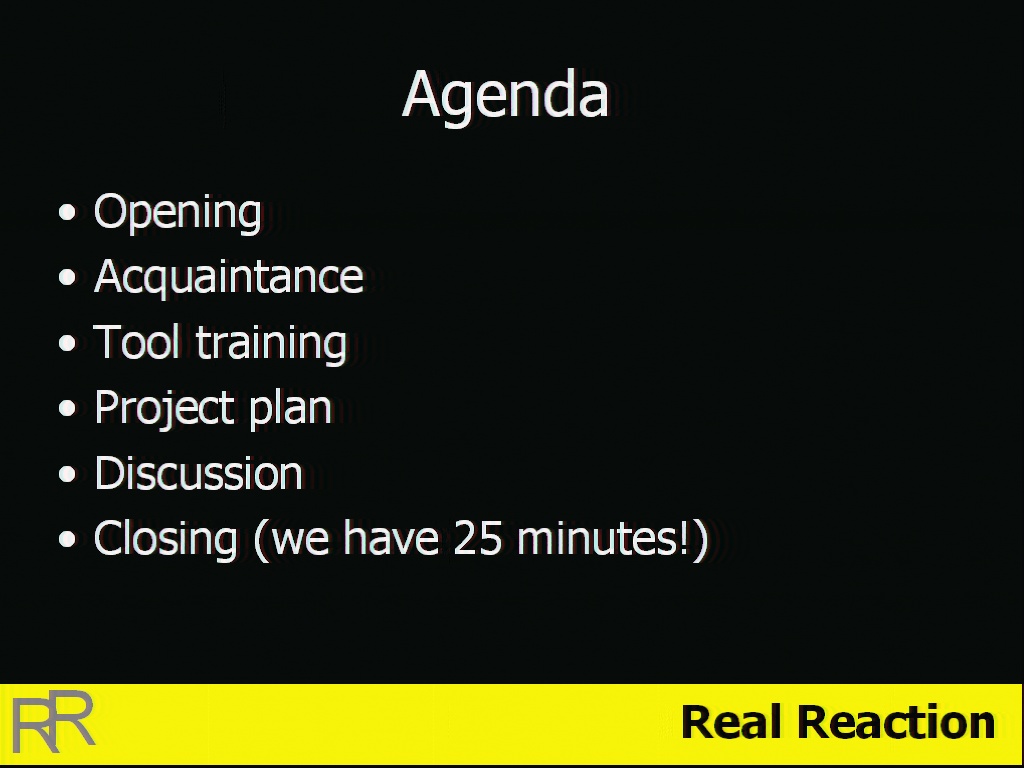 Agenda
• Opening
• Acquaintance
• Tool training
• Project plan
• Discussion
• Closing (we have 25 minutes!)
RR
Real Reaction